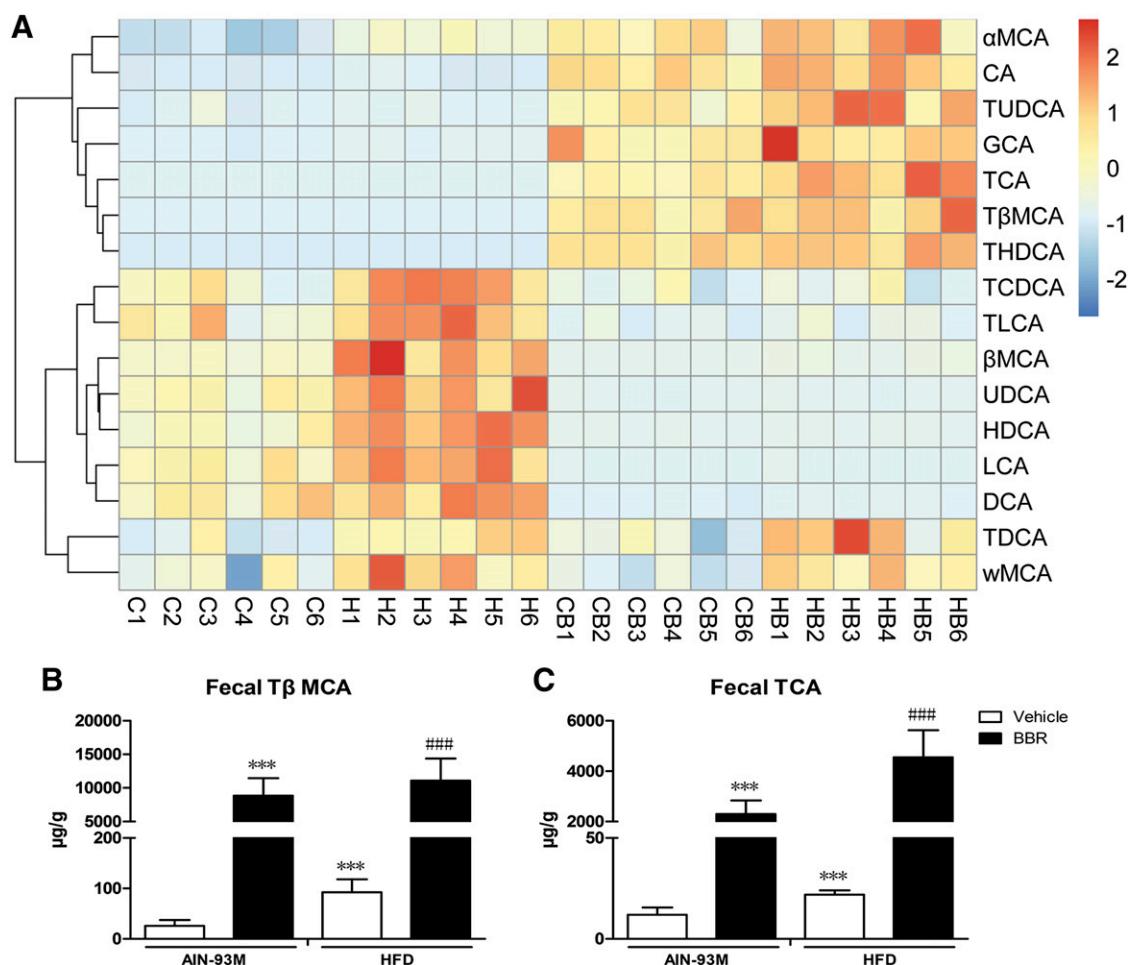 A
αMCA
CA
TUDCA
GCA
TCA
TβMCA
THDCA
TCDCA
TLCA
βMCA
UDCA
HDCA
LCA
DCA
TDCA
wMCA
2
1
0
-1
-2
C1 C2 C3 C4 C5 C6 H1 H2 H3 H4 H5 H6 CB1 CB2 CB3 CB4 CB5 CB6 HB1 HB2 HB3 HB4 HB5 HB6
B
Fecal Tβ MCA
20000
15000
10000
5000
200
100
0
µg/g
***
***
###
AIN-93M HFD
C
Fecal TCA
6000
4000
2000
50
0
µg/g
***
***
###
AIN-93M HFD
Vehicle
BBR